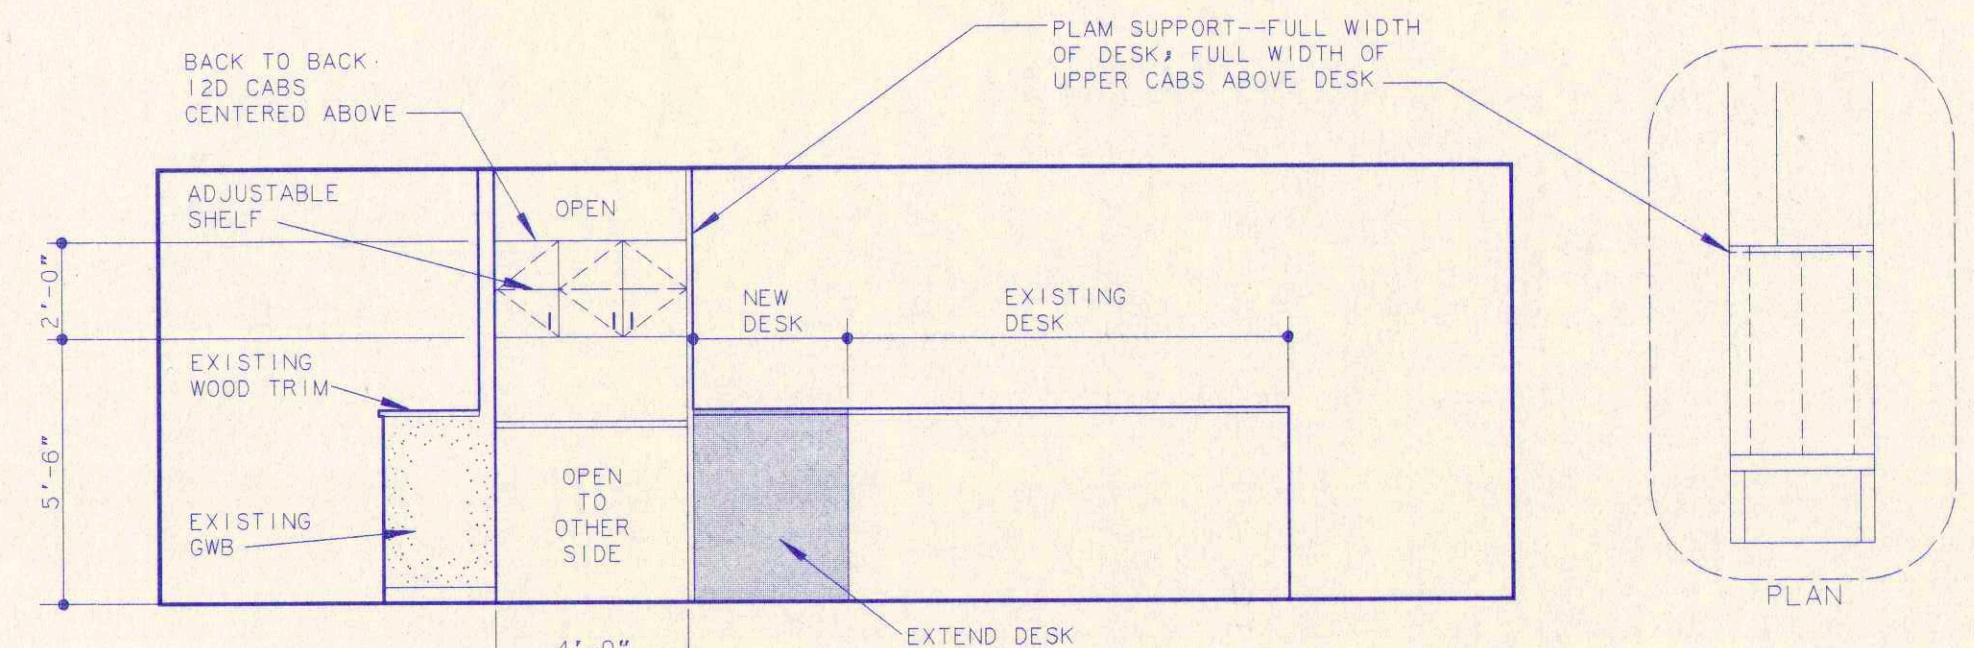 BACK TO BACK
12D CABS
CENTERED ABOVE
PLAM SUPPORT--FULL WIDTH
OF DESK; FULL WIDTH OF
UPPER CABS ABOVE DESK
ADJUSTABLE
SHELF
OPEN
2'-0"
NEW
DESK
EXISTING
DESK
EXISTING
WOOD TRIM
5'-6"
EXISTING
GWB
OPEN
TO
OTHER
SIDE
PLAN
EXTEND DESK
4'-0"